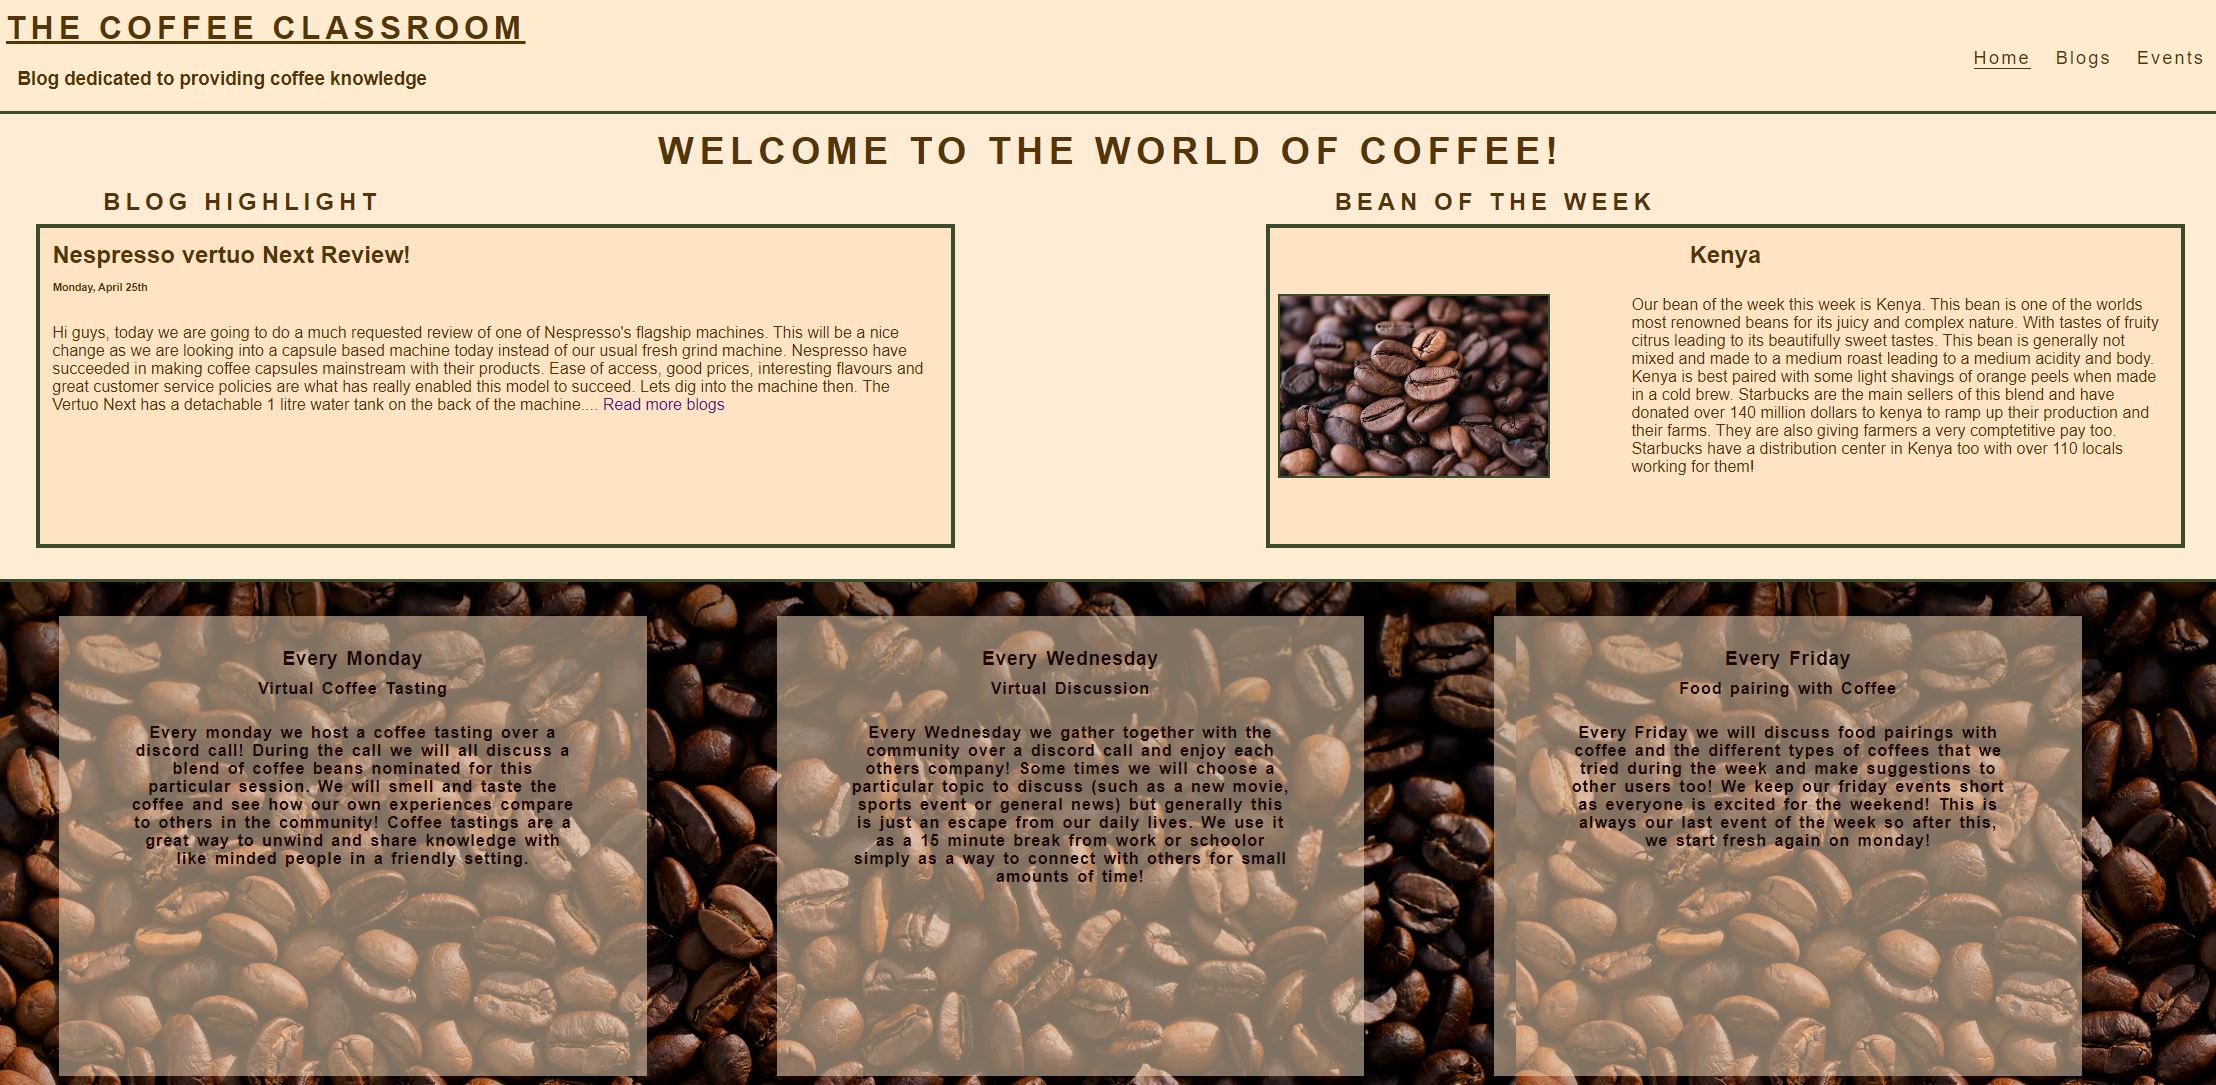 THE COFFEE CLASSROOM
Blog dedicated to providing coffee knowledge
Home Blogs Events
WELCOME TO THE WORLD OF COFFEE!
BLOG HIGHLIGHT
Nespresso vertuo Next Review!
Monday, April 25th
Hi guys, today we are going to do a much requested review of one of Nespresso's flagship machines. This will be a nice
change as we are looking into a capsule based machine today instead of our usual fresh grind machine. Nespresso have
succeeded in making coffee capsules mainstream with their products. Ease of access, good prices, interesting flavours and
great customer service policies are what has really enabled this model to succeed. Lets dig into the machine then. The
Vertuo Next has a detachable 1 litre water tank on the back of the machine.... Read more blogs
BEAN OF THE WEEK
Kenya
Our bean of the week this week is Kenya. This bean is one of the worlds
most renowned beans for its juicy and complex nature. With tastes of fruity
citrus leading to its beautifully sweet tastes. This bean is generally not
mixed and made to a medium roast leading to a medium acidity and body.
Kenya is best paired with some light shavings of orange peels when made
in a cold brew. Starbucks are the main sellers of this blend and have
donated over 140 million dollars to kenya to ramp up their production and
their farms. They are also giving farmers a very comptetitive pay too.
Starbucks have a distribution center in Kenya too with over 110 locals
working for them!
Every Monday
Virtual Coffee Tasting
Every monday we host a coffee tasting over a
discord call! During the call we will all discuss a
blend of coffee beans nominated for this
particular session. We will smell and taste the
coffee and see how our own experiences compare
to others in the community! Coffee tastings are a
great way to unwind and share knowledge with
like minded people in a friendly setting.
Every Wednesday
Virtual Discussion
Every Wednesday we gather together with the
community over a discord call and enjoy each
others company! Some times we will choose a
particular topic to discuss (such as a new movie,
sports event or general news) but generally this
is just an escape from our daily lives. We use it
as a 15 minute break from work or schoolor
simply as a way to connect with others for small
amounts of time!
Every Friday
Food pairing with Coffee
Every Friday we will discuss food pairings with
coffee and the different types of coffees that we
tried during the week and make suggestions to
other users too! We keep our friday events short
as everyone is excited for the weekend! This is
always our last event of the week so after this,
we start fresh again on monday!